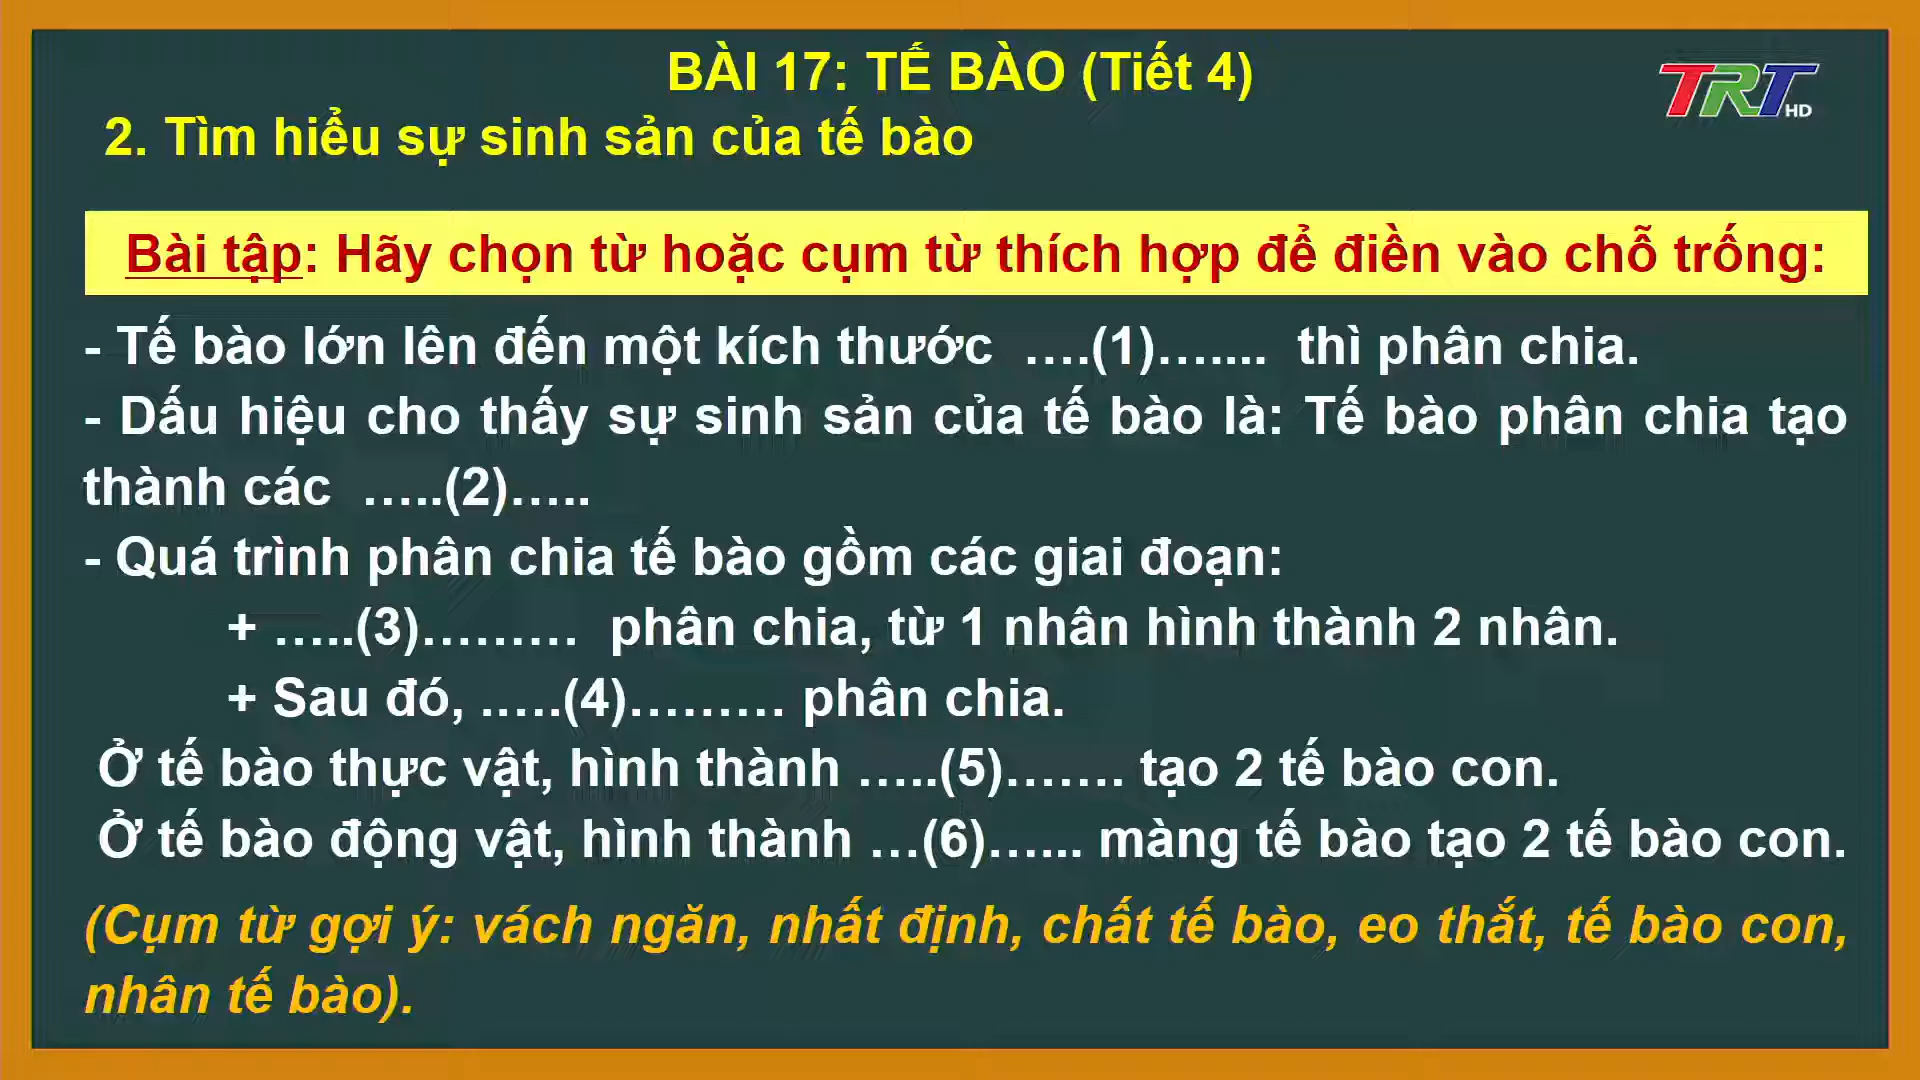 BÀI 17: TẾ BÀO (Tiết 4)
TRT HD
2. Tìm hiểu sự sinh sản của tế bào
Bài tập: Hãy chọn từ hoặc cụm từ thích hợp để điền vào chỗ trống:
- Tế bào lớn lên đến một kích thước ….(1)….... thì phân chia.
- Dấu hiệu cho thấy sự sinh sản của tế bào là: Tế bào phân chia tạo
thành các …..(2)…..
- Quá trình phân chia tế bào gồm các giai đoạn:
+ …..(3)……… phân chia, từ 1 nhân hình thành 2 nhân.
+ Sau đó, ..…(4)……… phân chia.
Ở tế bào thực vật, hình thành …..(5)……. tạo 2 tế bào con.
Ở tế bào động vật, hình thành …(6)…... màng tế bào tạo 2 tế bào con.
(Cụm từ gợi ý: vách ngăn, nhất định, chất tế bào, eo thắt, tế bào con,
nhân tế bào).